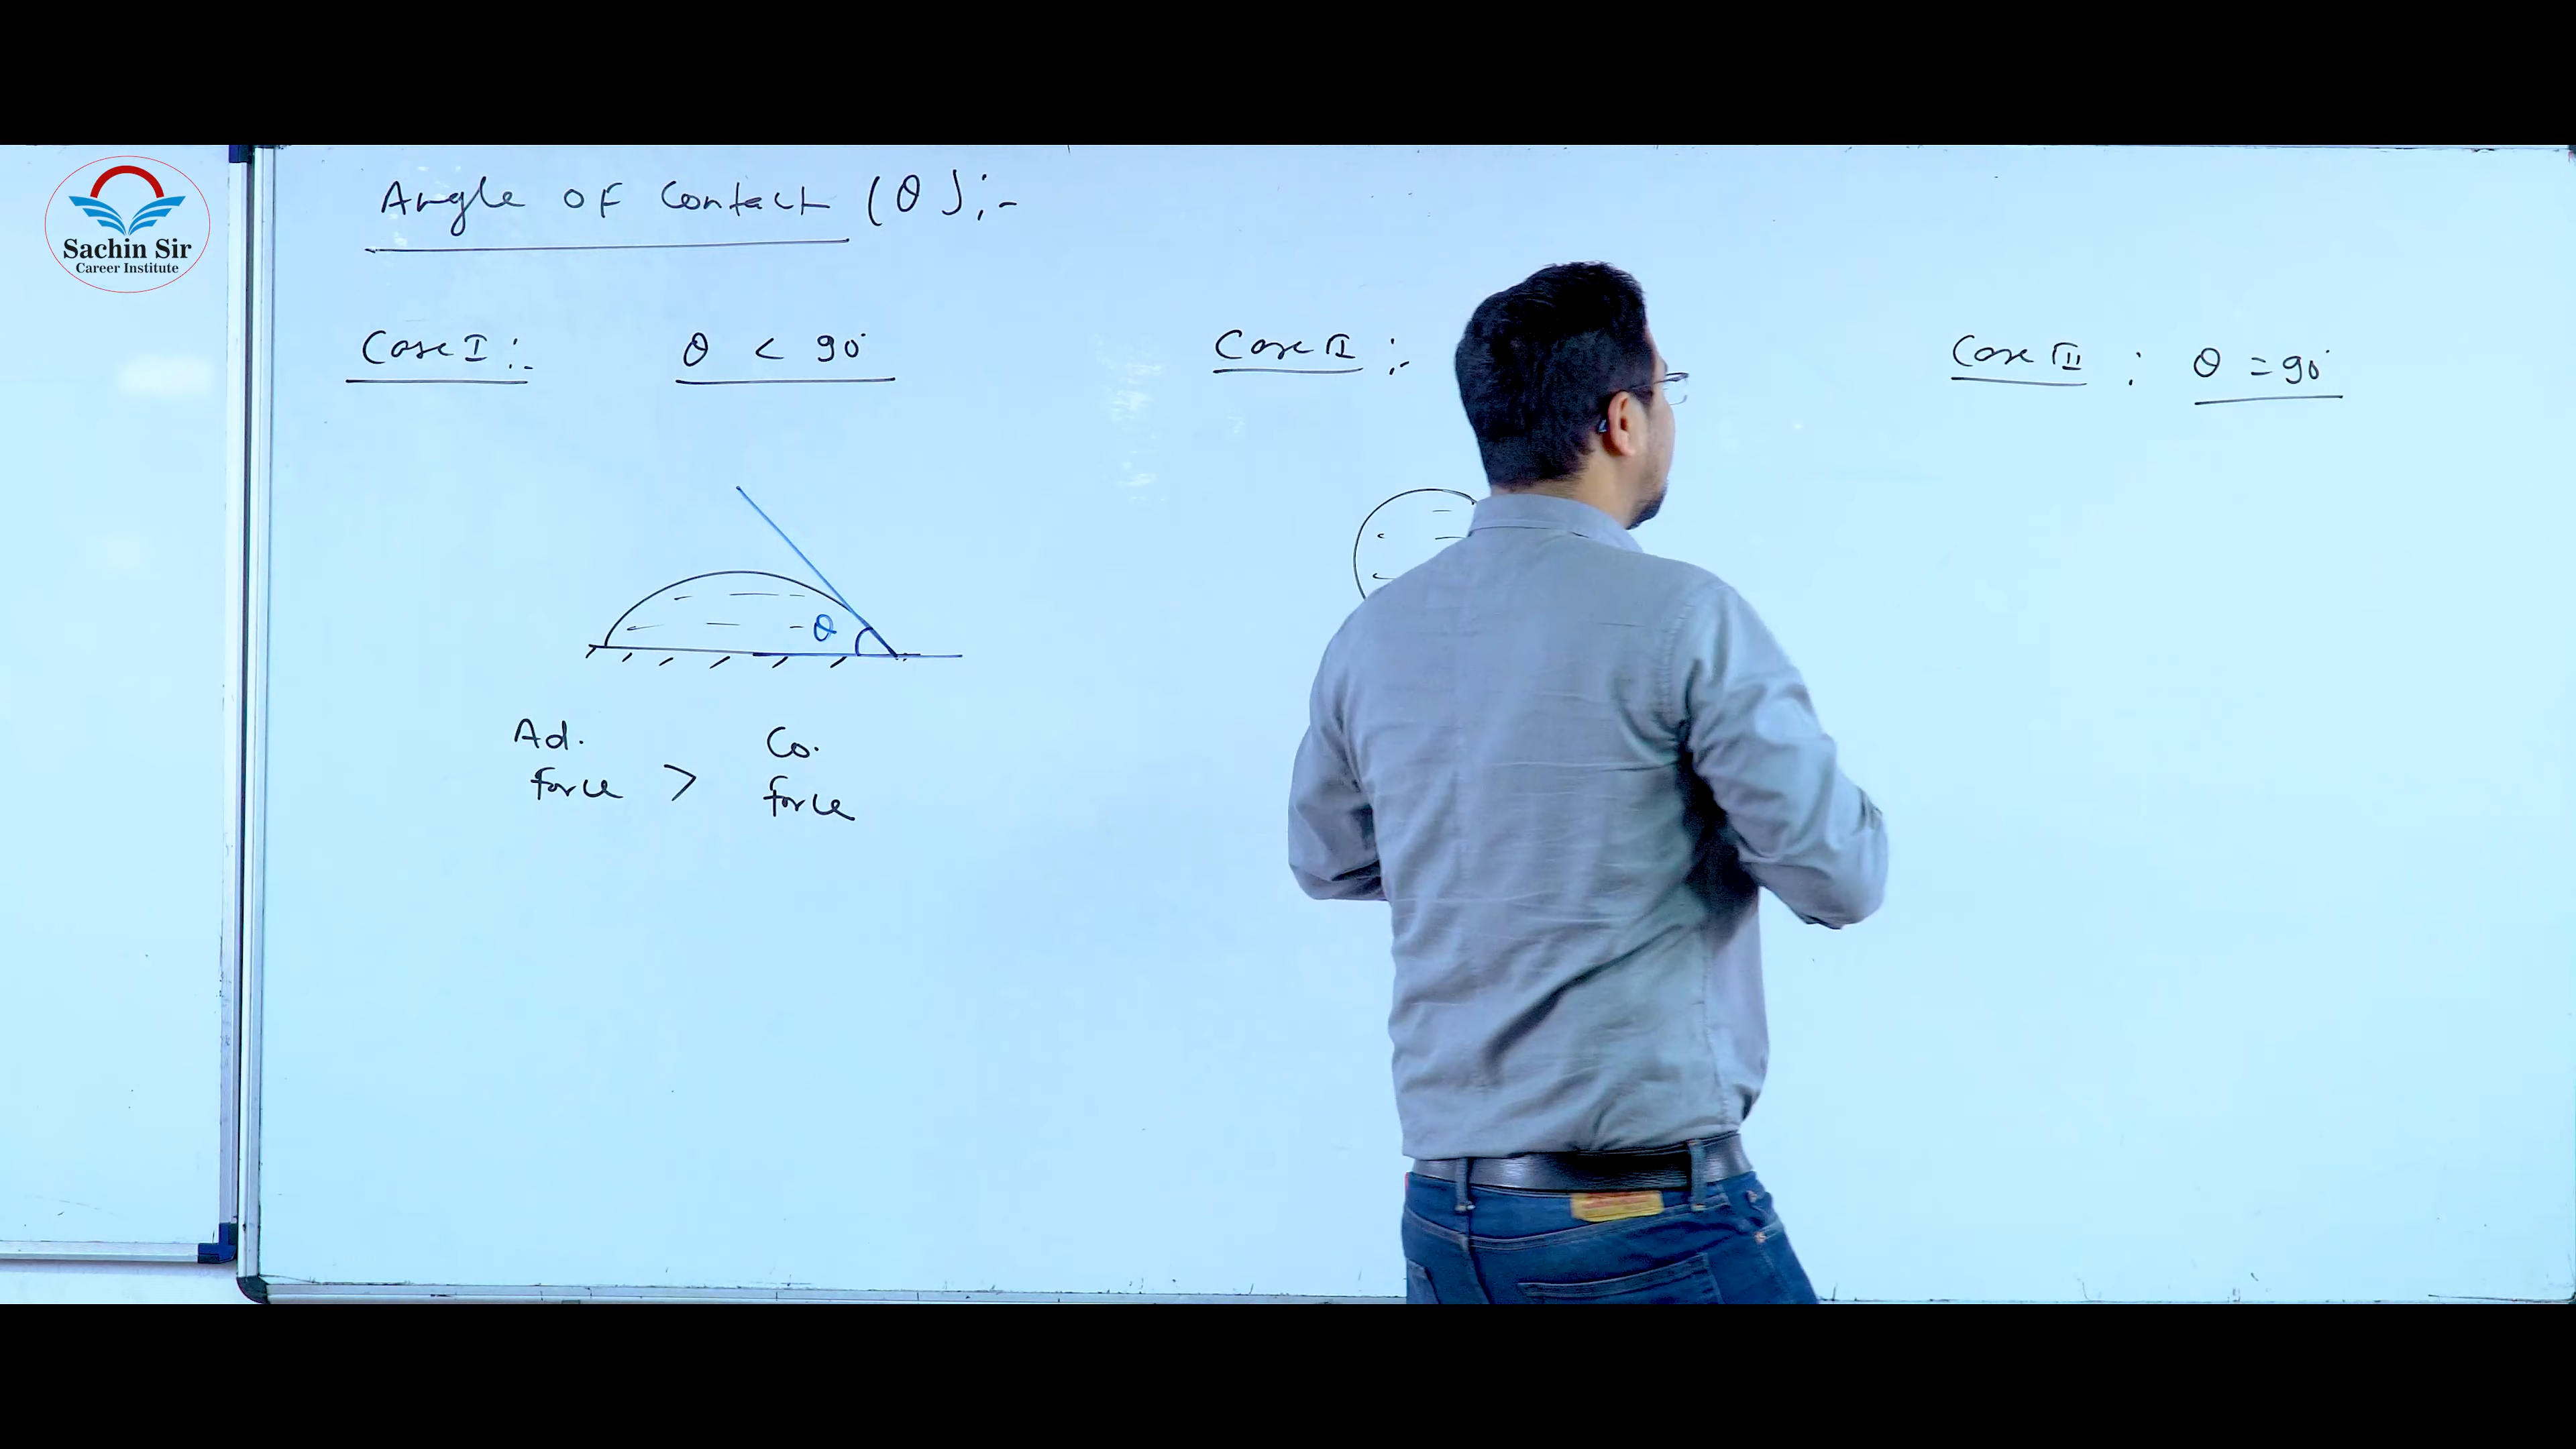 Sachin Sir
Career Institute
Angle of Contact (θ):-
Case I :-
θ < 90°
Case II :-
Case III : θ = 90°
θ
Ad. force > Co. force